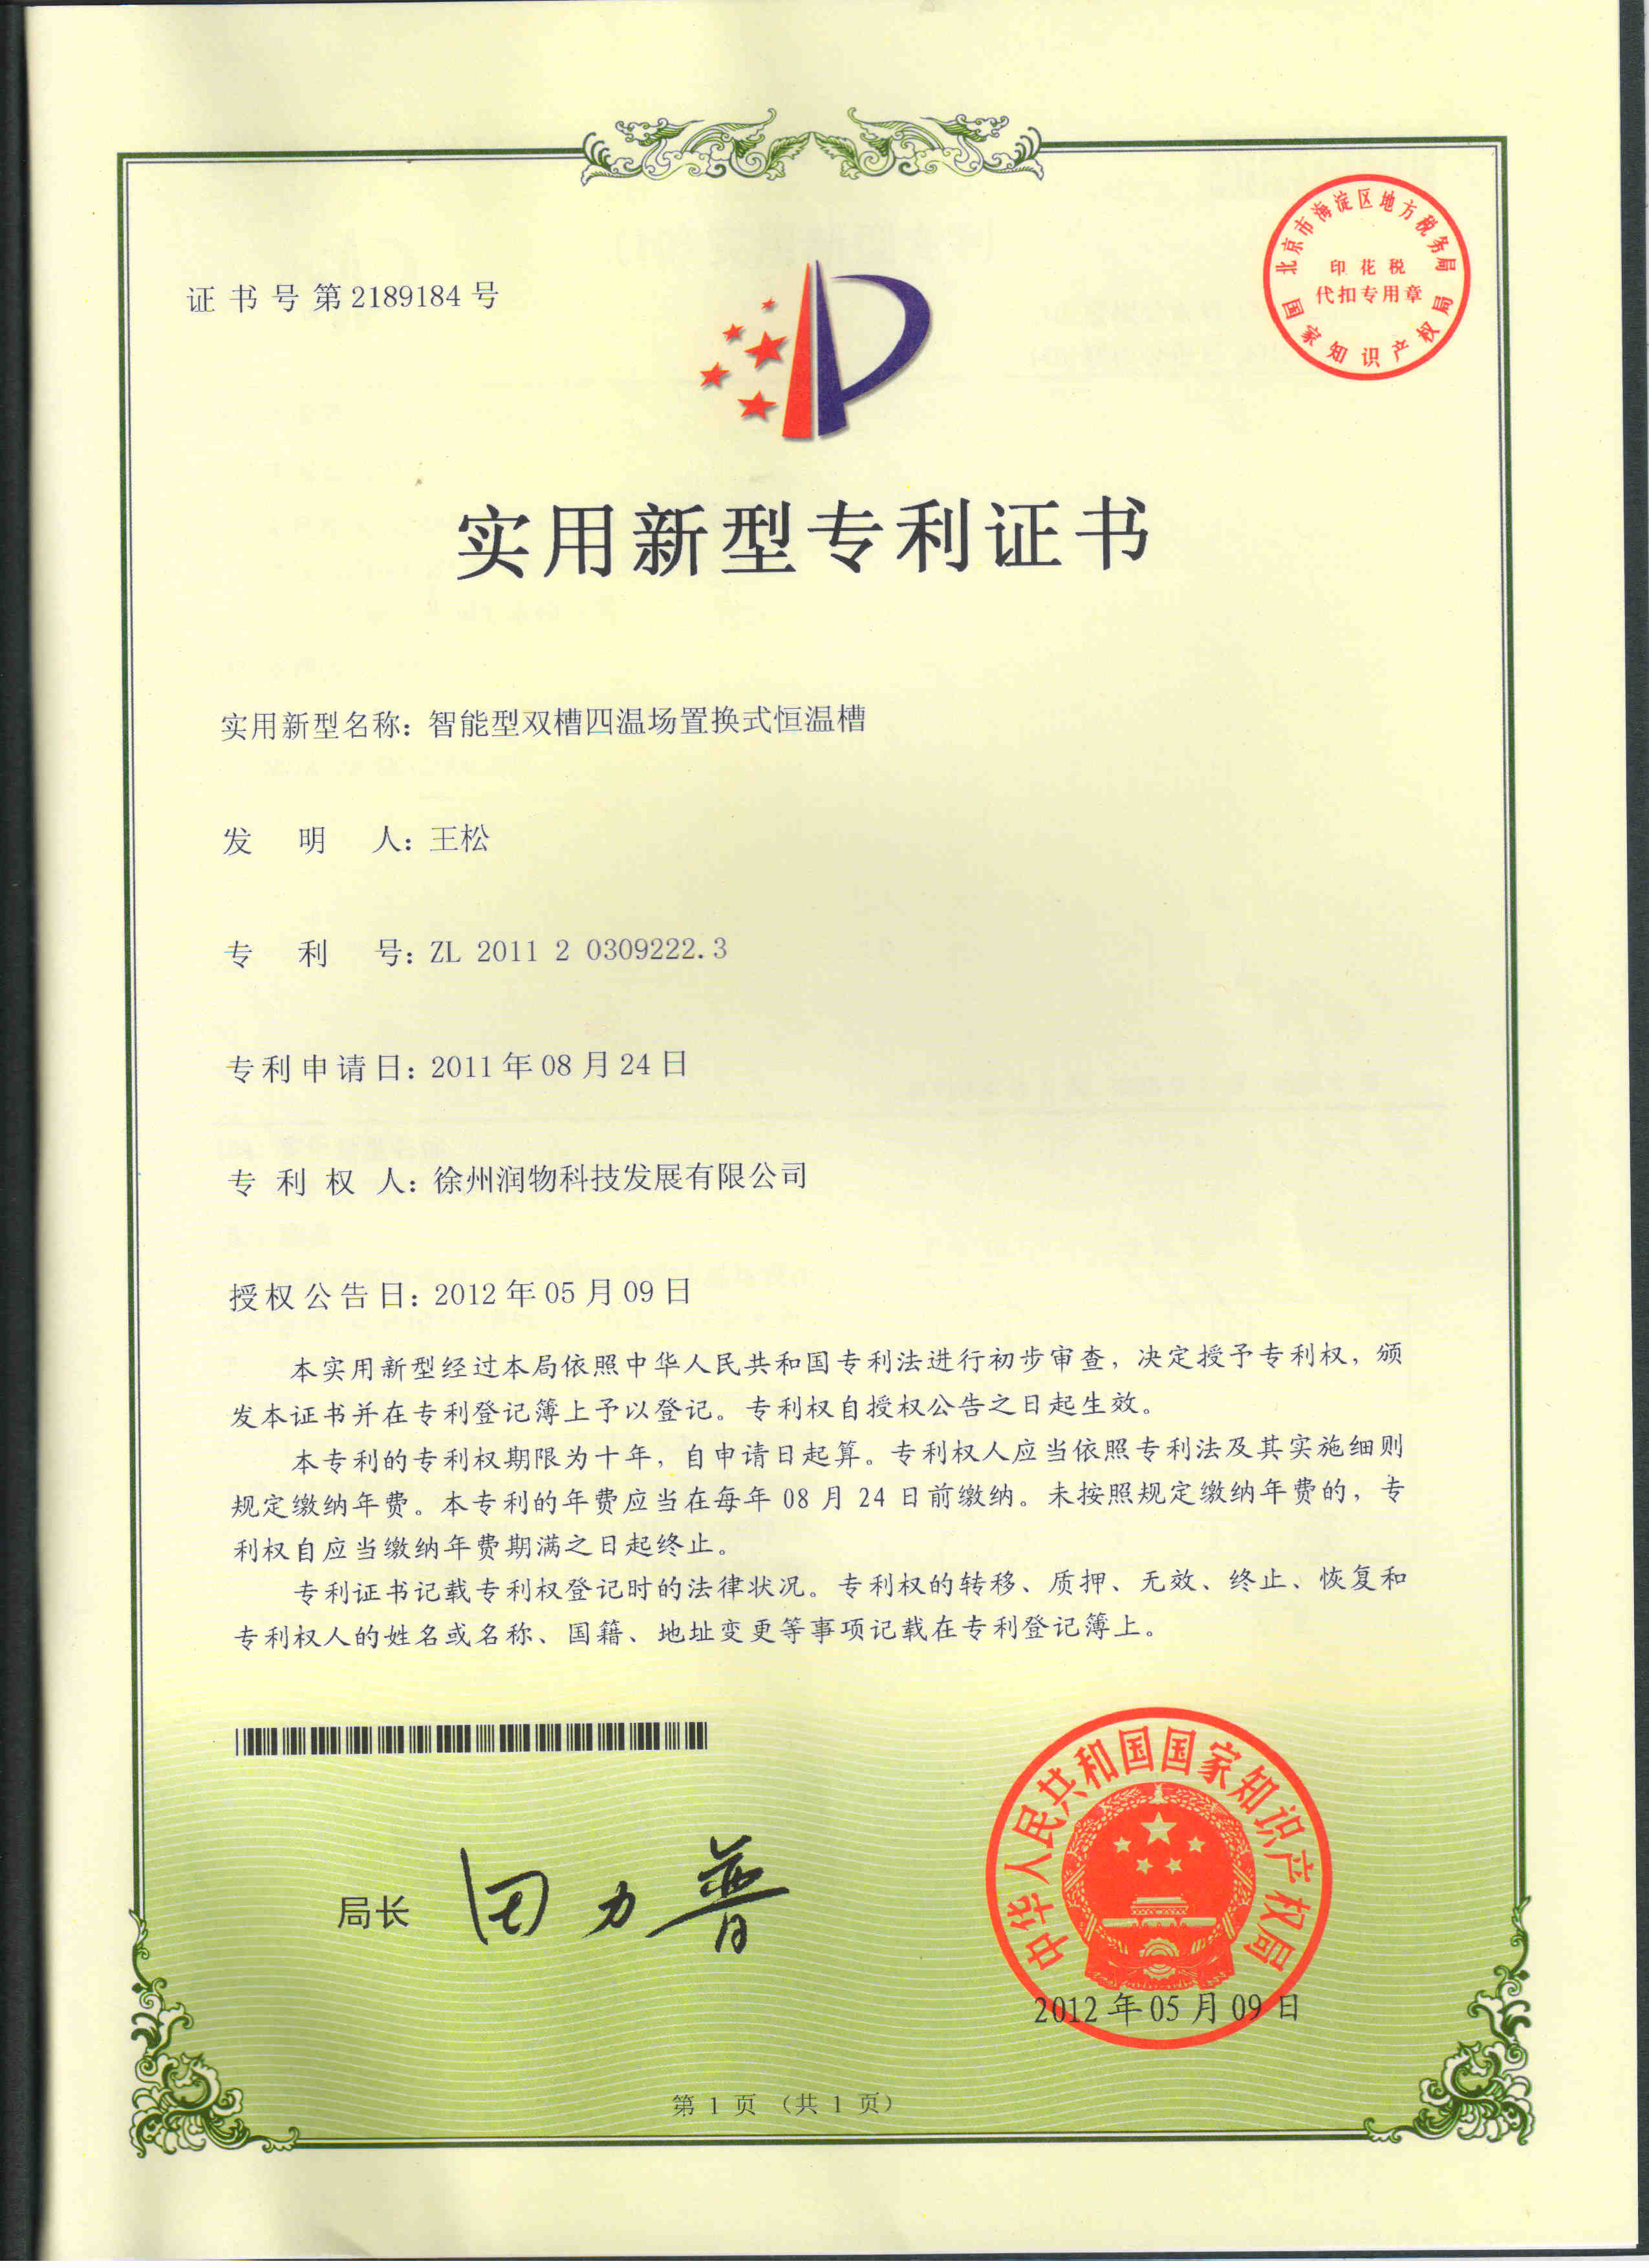 证书号第2189184号
北京市海淀区地方税务局
印花税
代扣专用章
国家知识产权局
实用新型专利证书
实用新型名称：智能型双槽四温场置换式恒温槽
发明人：王松
专利号：ZL 2011 2 0309222.3
专利申请日：2011年08月24日
专利权人：徐州润物科技发展有限公司
授权公告日：2012年05月09日
本实用新型经过本局依照中华人民共和国专利法进行初步审查，决定授予专利权，颁
发本证书并在专利登记簿上予以登记。专利权自授权公告之日起生效。
本专利的专利权期限为十年，自申请日起算。专利权人应当依照专利法及其实施细则
规定缴纳年费。本专利的年费应当在每年08月24日前缴纳。未按照规定缴纳年费的，专
利权自应当缴纳年费期满之日起终止。
专利证书记载专利权登记时的法律状况。专利权的转移、质押、无效、终止、恢复和
专利权人的姓名或名称、国籍、地址变更等事项记载在专利登记簿上。
局长 田力普
中华人民共和国国家知识产权局
2012年05月09日
第1页（共1页）